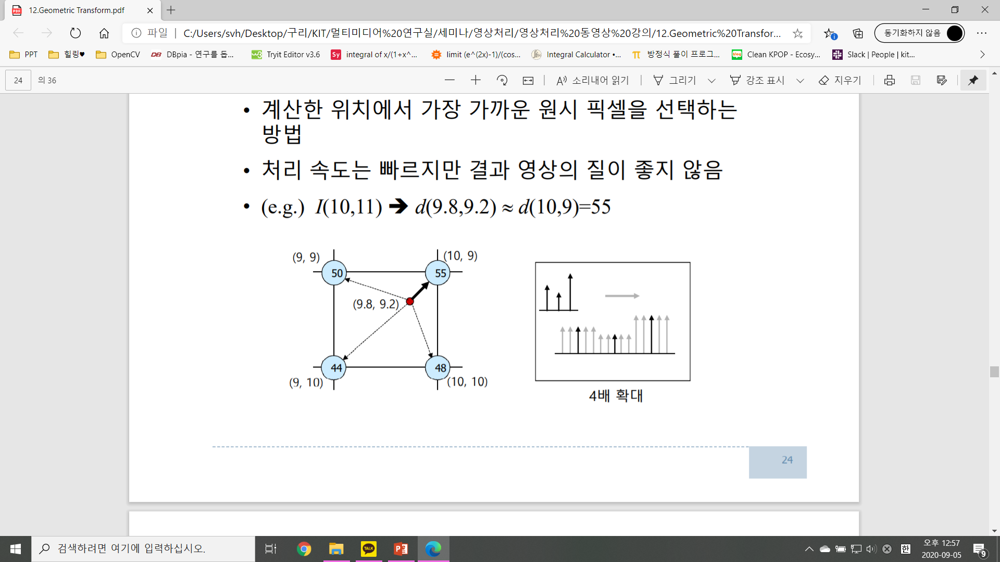 12.Geometric Transform.pdf
파일 | C:/Users/svh/Desktop/구리/KIT/멀티미디어%20연구실/세미나/영상처리/영상처리%20동영상%20강의/12.Geometric%20Transfor...
동기화하지 않음
PPT 힐링♥ OpenCV DBpia - 연구를 돕... Tryit Editor v3.6 integral of x/(1+x^... limit (e^(2x)-1)/(cos... Integral Calculator •... 방정식 풀이 프로그... Clean KPOP - Ecosy... Slack | People | kit...
24 의 36 소리내어 읽기 그리기 강조 표시 지우기
• 계산한 위치에서 가장 가까운 원시 픽셀을 선택하는
방법
• 처리 속도는 빠르지만 결과 영상의 질이 좋지 않음
• (e.g.) I(10,11) ➔ d(9.8,9.2) ≈ d(10,9)=55
(9, 9) (10, 9)
50 55
(9.8, 9.2)
44 48
(9, 10) (10, 10)
4배 확대
24
검색하려면 여기에 입력하십시오.
TALK
한
오후 12:57
2020-09-05
9